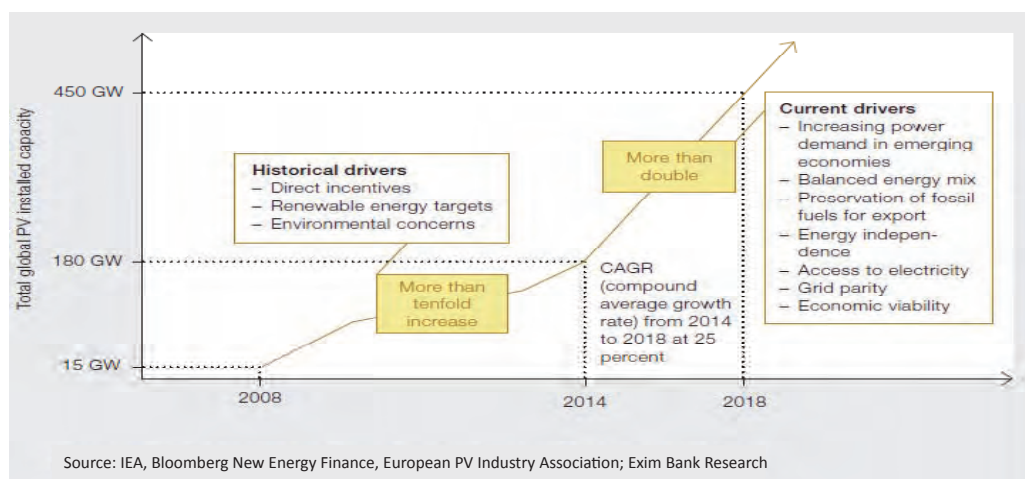 Total global PV installed capacity
450 GW
180 GW
15 GW
Historical drivers
– Direct incentives
– Renewable energy targets
– Environmental concerns
More than
tenfold
increase
More than
double
CAGR
(compound
average growth
rate) from 2014
to 2018 at 25
percent
Current drivers
– Increasing power
demand in emerging
economies
– Balanced energy mix
– Preservation of fossil
fuels for export
– Energy indepen-
dence
– Access to electricity
– Grid parity
– Economic viability
2008
2014
2018
Source: IEA, Bloomberg New Energy Finance, European PV Industry Association; Exim Bank Research